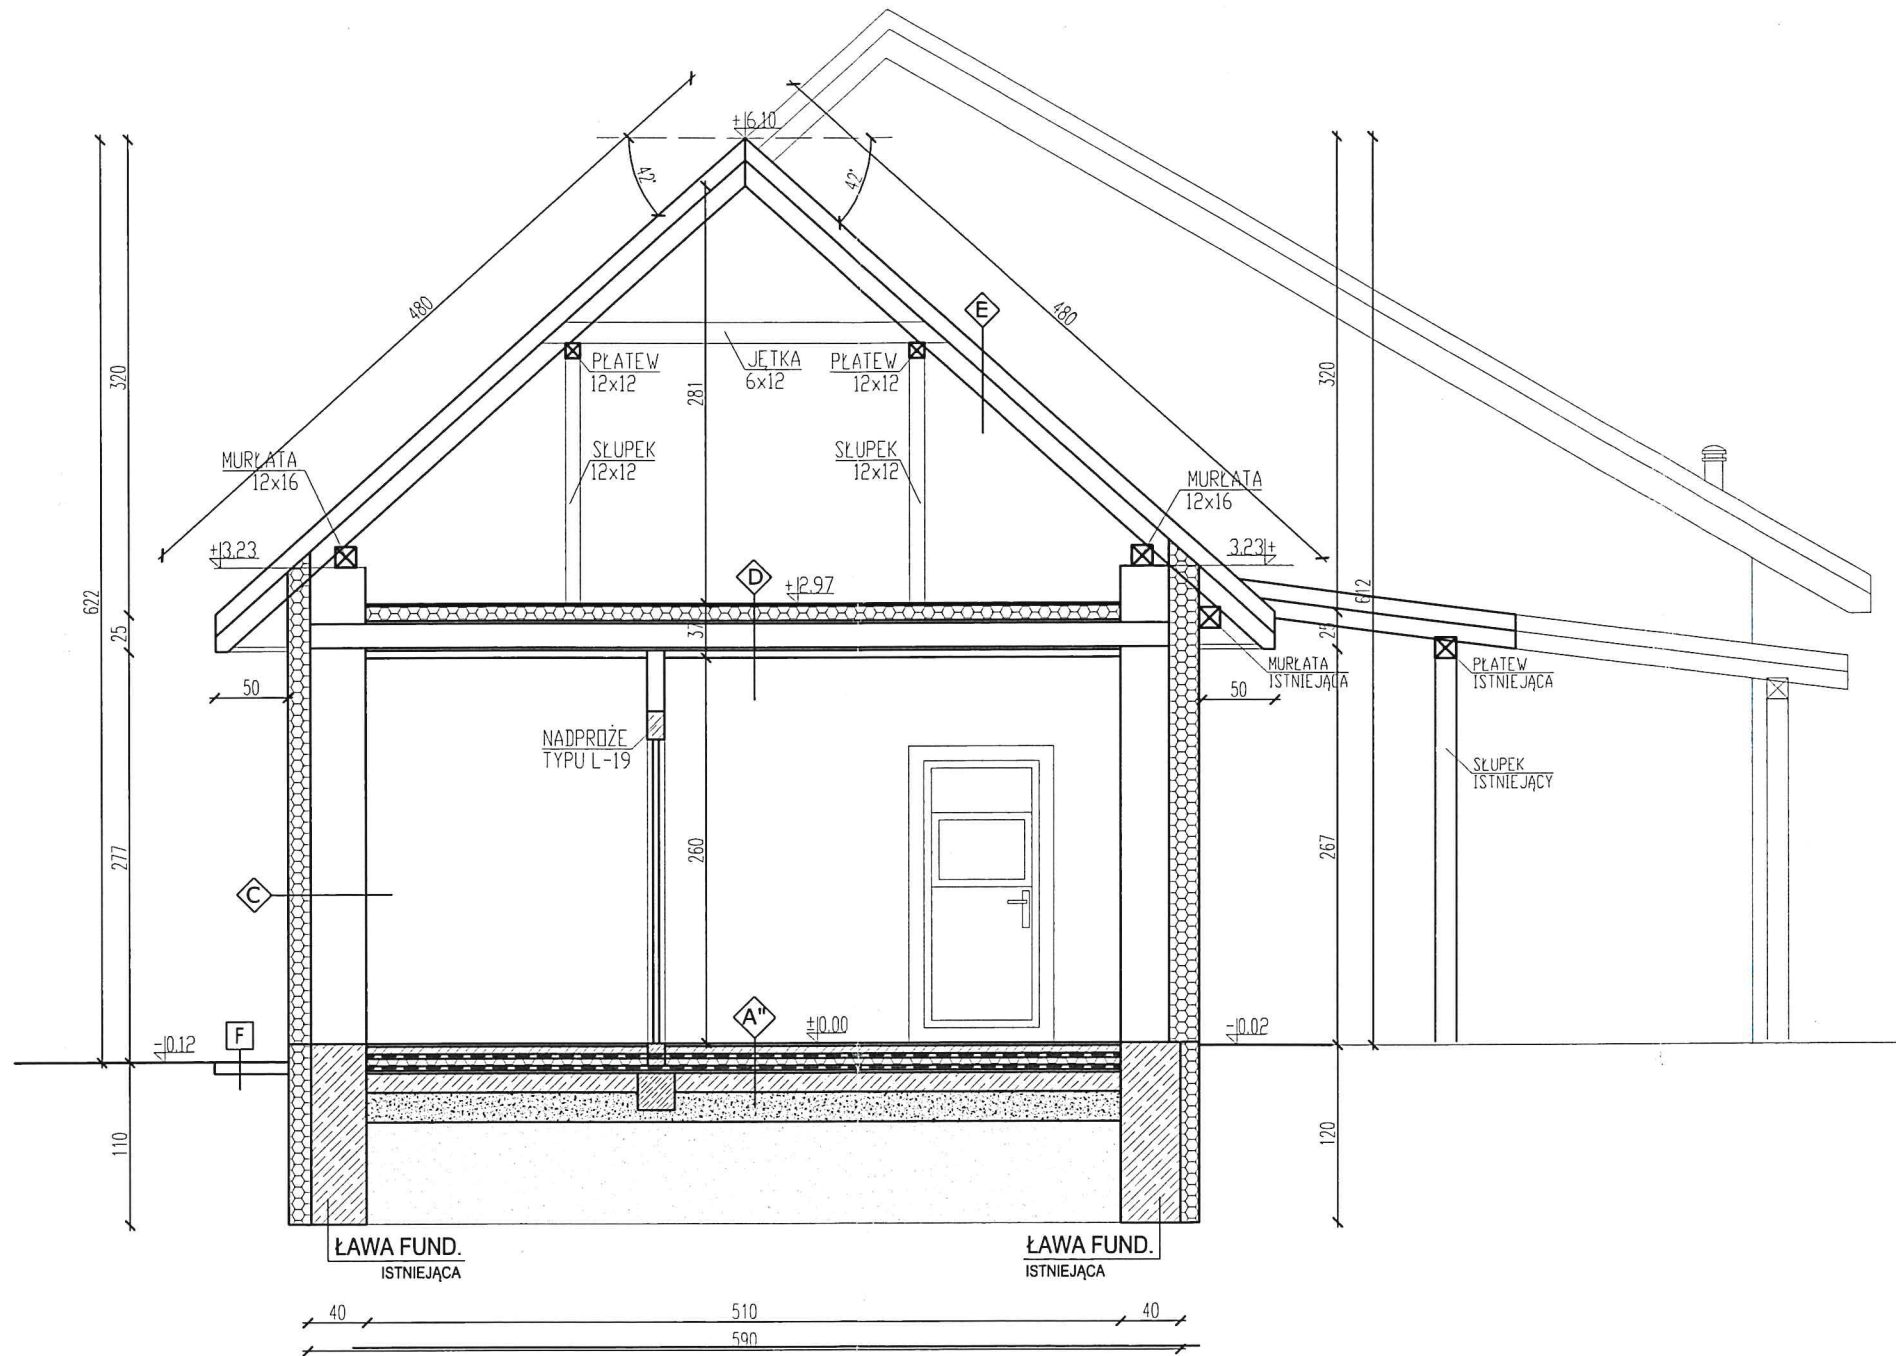 ±6.10
42°
42°
480
480
E
320
622
25
277
110
320
612
25
267
120
PŁATEW
12x12
JĘTKA
6x12
PŁATEW
12x12
281
SŁUPEK
12x12
SŁUPEK
12x12
MURŁATA
12x16
MURŁATA
12x16
±3.23
3.23±
D
±2.97
37
MURŁATA
ISTNIEJĄCA
PŁATEW
ISTNIEJĄCA
50
50
NADPROŻE
TYPU L-19
SŁUPEK
ISTNIEJĄCY
260
C
A"
±0.00
-0.02
-0.12
F
ŁAWA FUND.
ISTNIEJĄCA
ŁAWA FUND.
ISTNIEJĄCA
40
510
40
590